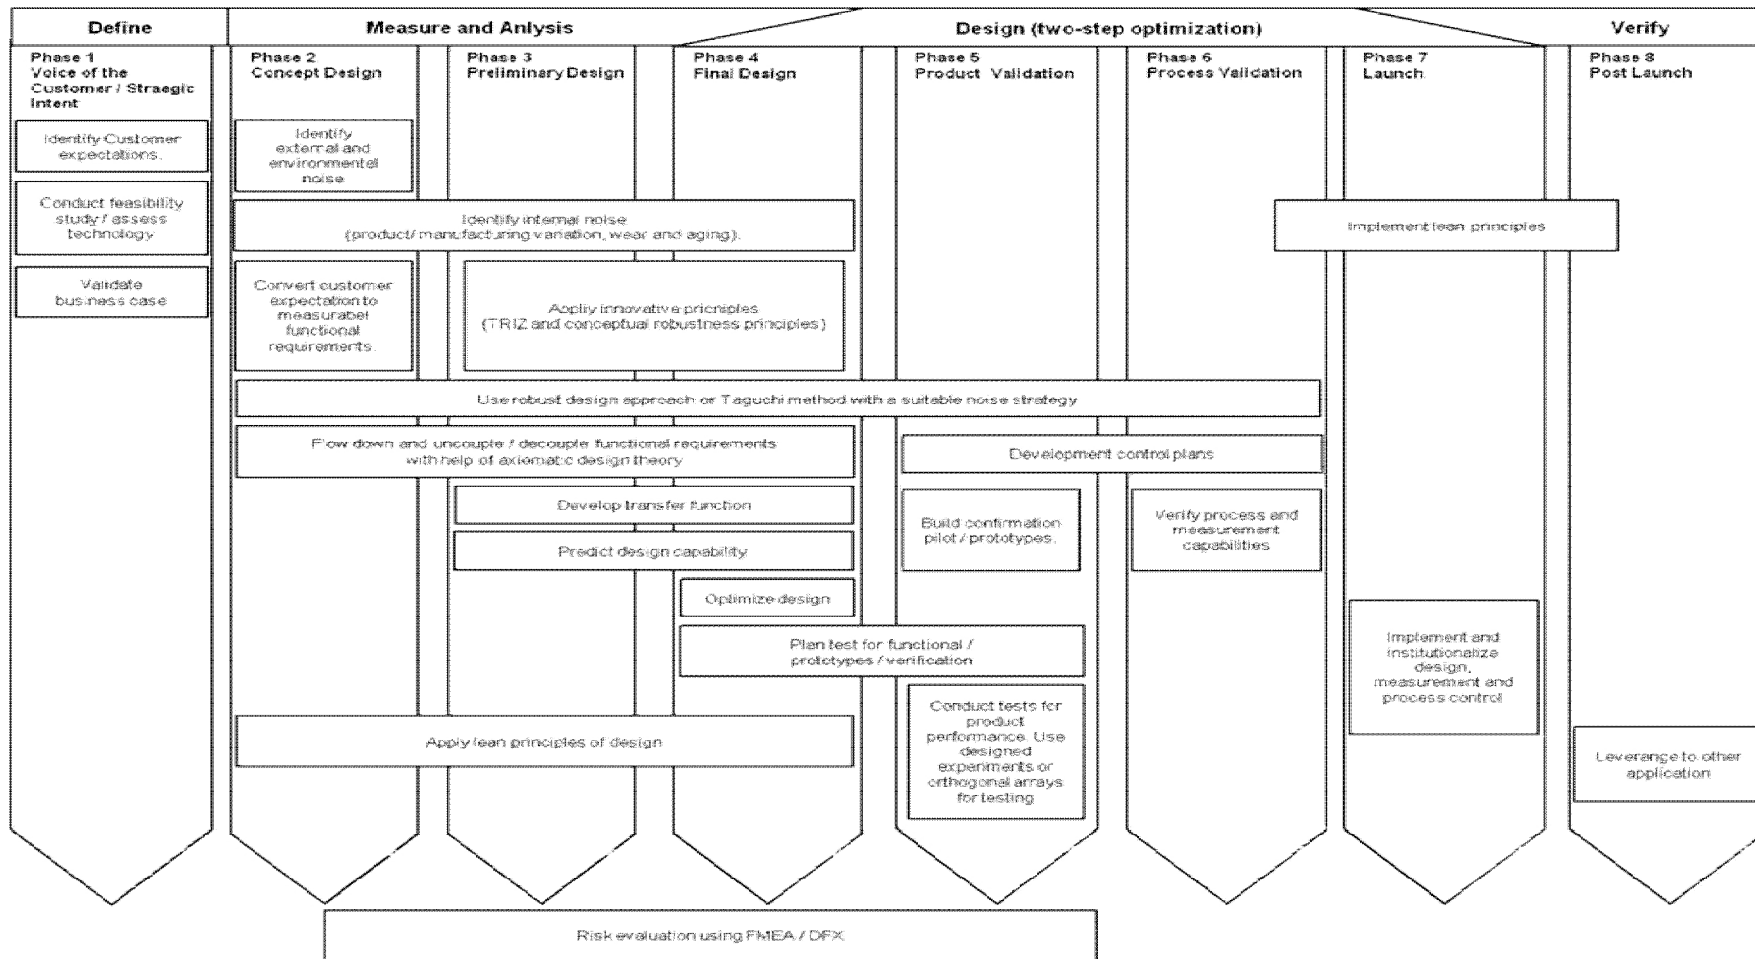 Define
Measure and Anlysis
Design (two-step optimization)
Verify
Phase 1
Voice of the
Customer / Straegic
Intent
Phase 2
Concept Design
Phase 3
Preliminary Design
Phase 4
Final Design
Phase 5
Product Validation
Phase 6
Process Validation
Phase 7
Launch
Phase 8
Post Launch
Identify Customer
expectations.
Conduct feasibility
study / assess
technology
Validate
business case
Identify
external and
environmental
noise
Identify internal noise
(product/ manufacturing variation, wear and aging).
Implement lean principles
Convert customer
expectation to
measurabel
functional
requirements.
Apply innovative pricniples
(TRIZ and conceptual robustness principles)
Use robust design approach or Taguchi method with a suitable noise strategy
Flow down and uncouple / decouple functional requirements
with help of axiomatic design theory
Development control plans
Develop transfer function
Predict design capability
Build confirmation
pilot / prototypes.
Verify process and
measurement
capabilities
Optimize design
Plan test for functional /
prototypes / verification
Implement and
institutionalize
design,
measurement and
process control
Conduct tests for
product
performance. Use
designed
experiments or
orthogonal arrays
for testing
Apply lean principles of design
Leverange to other
application
Risk evaluation using FMEA / DFX